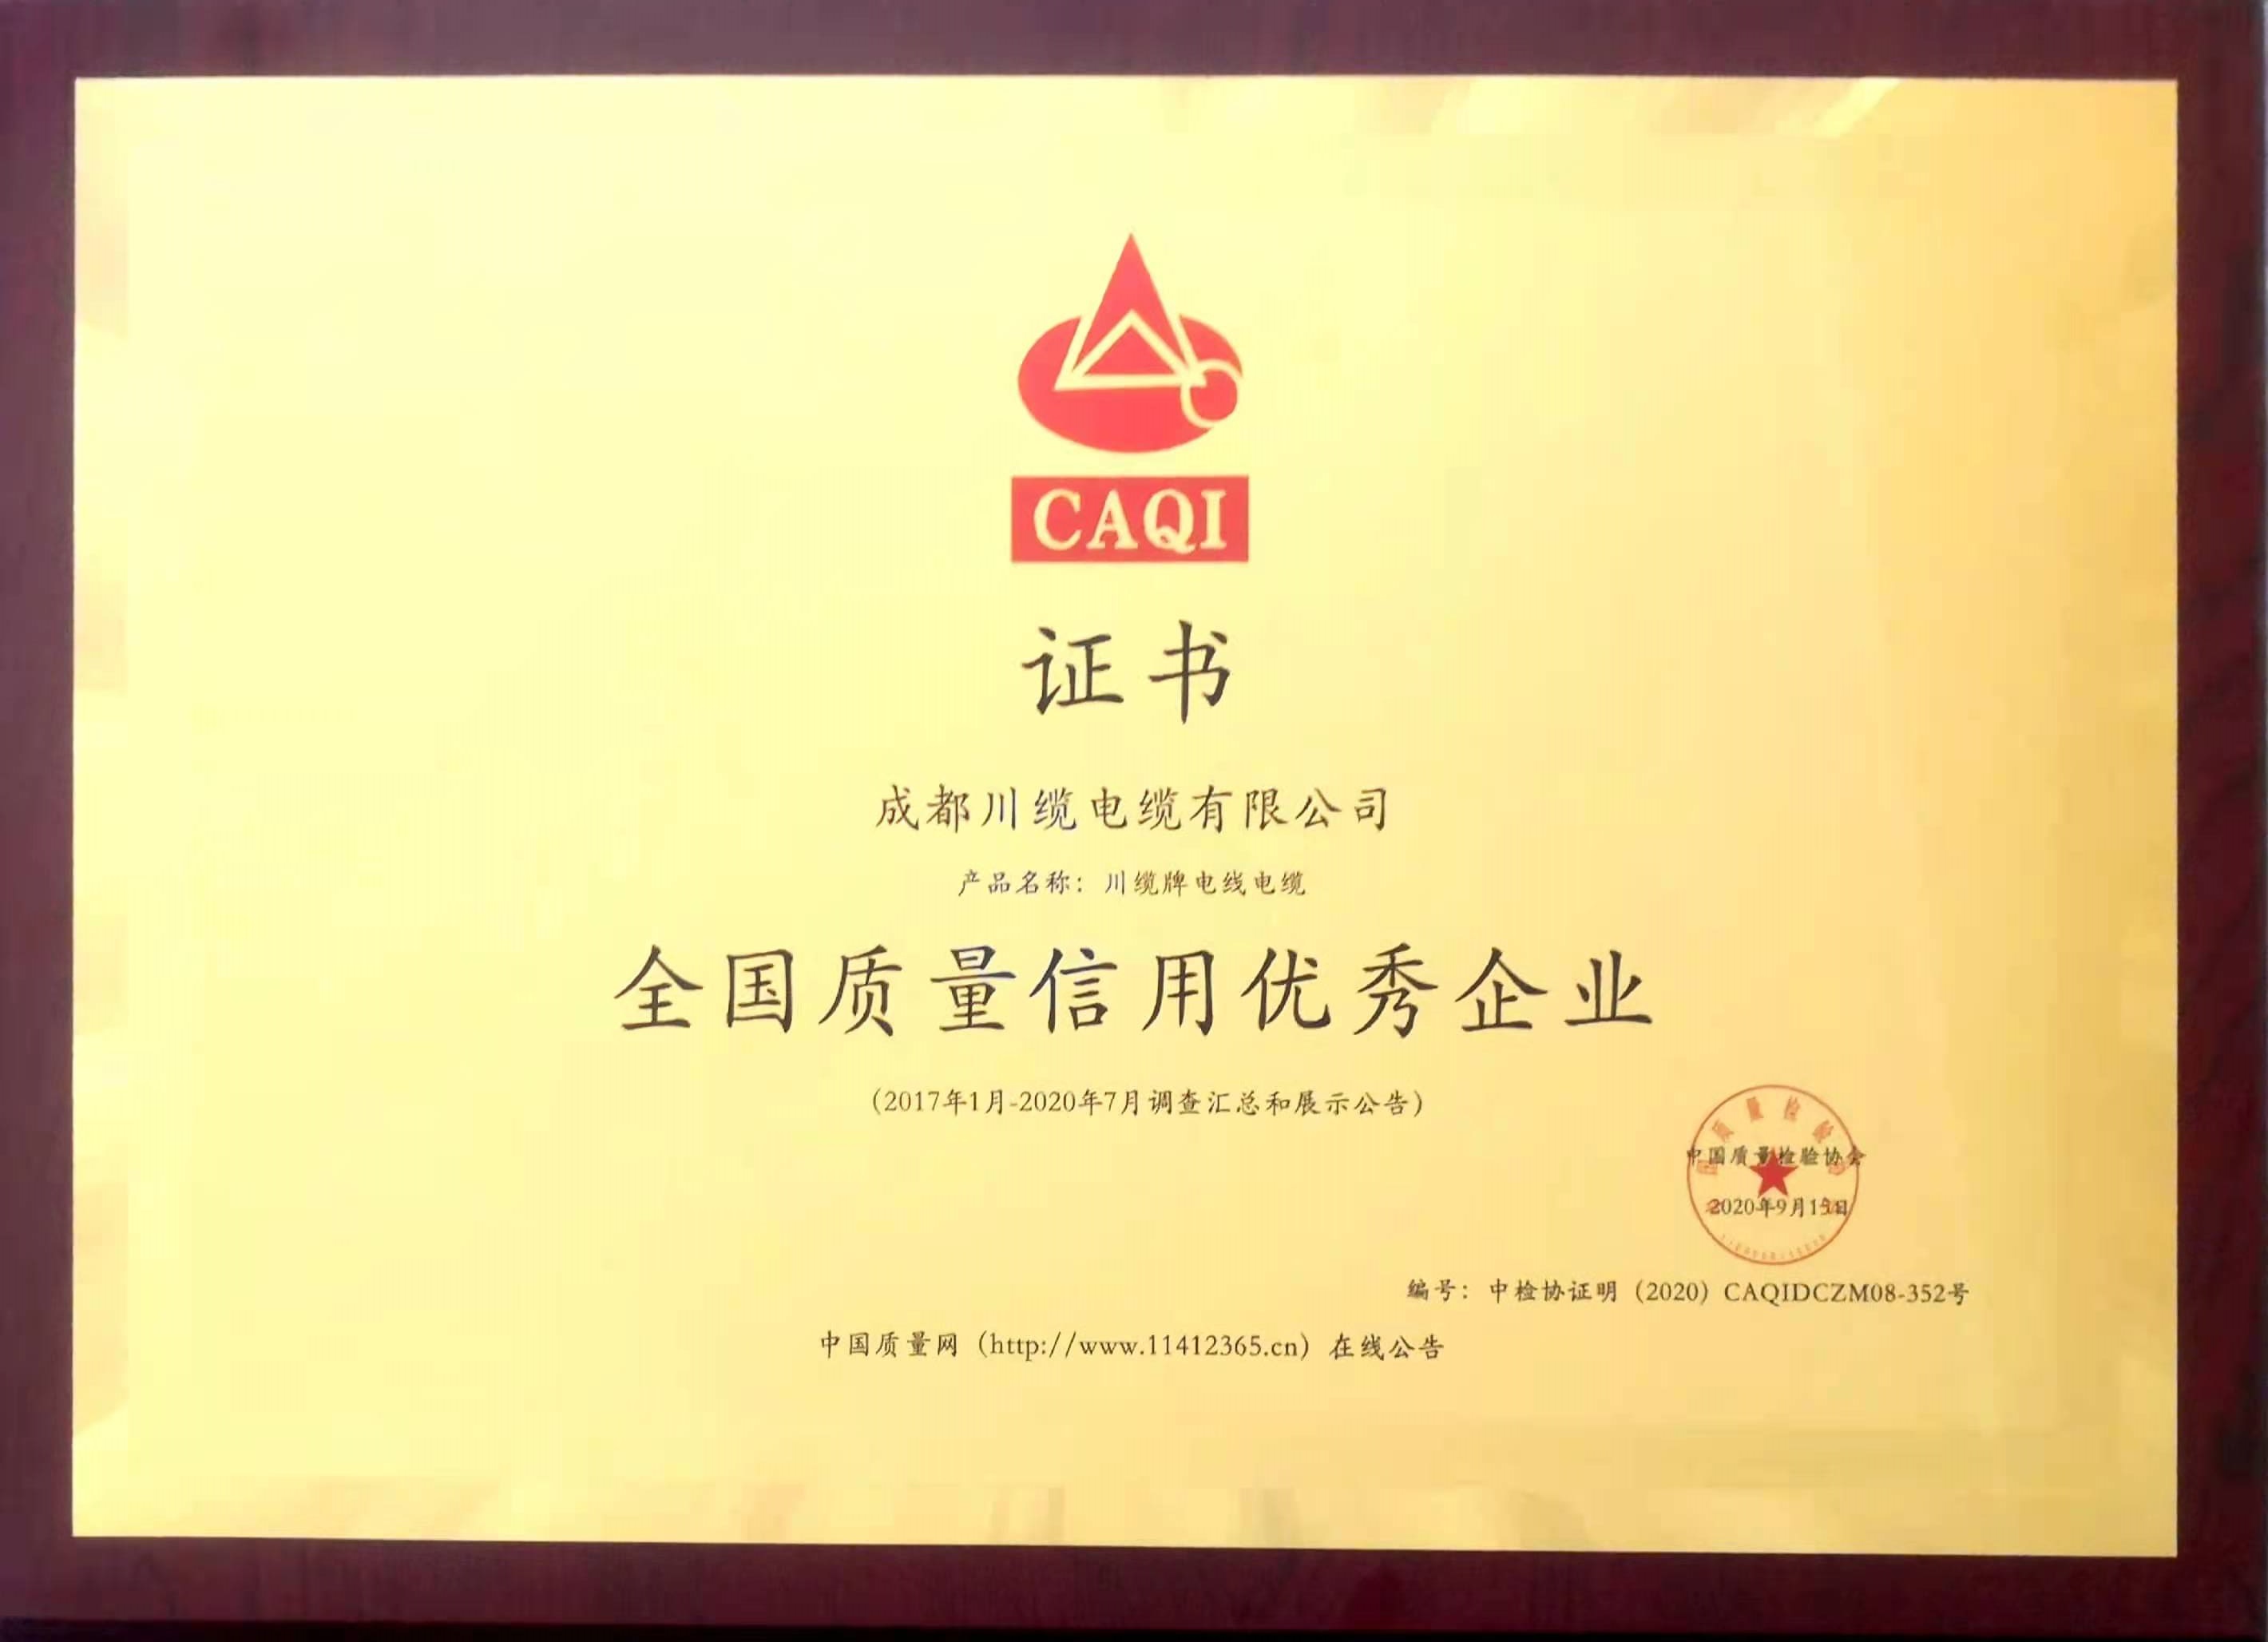 CAQI
证书
成都川缆电缆有限公司
产品名称：川缆牌电线电缆
全国质量信用优秀企业
（2017年1月-2020年7月调查汇总和展示公告）
中国质量检验协会
2020年9月15日
编号：中检协证明（2020）CAQIDCZM08-352号
中国质量网（http://www.11412365.cn）在线公告